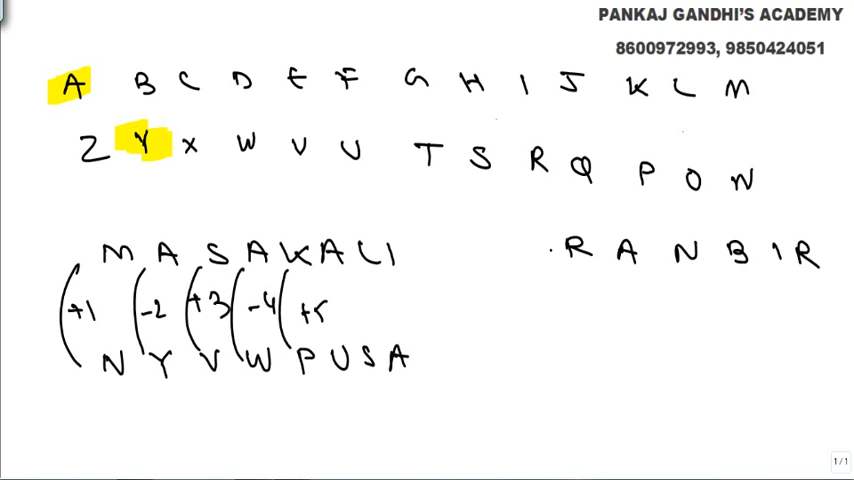 PANKAJ GANDHI'S ACADEMY
8600972993, 9850424051
A B C D E F G H I J K L M
Z Y X W V U T S R Q P O N
M A S A K A L I
R A N B I R
+1 -2 +3 -4 +5
N Y V W P U S A
1/1